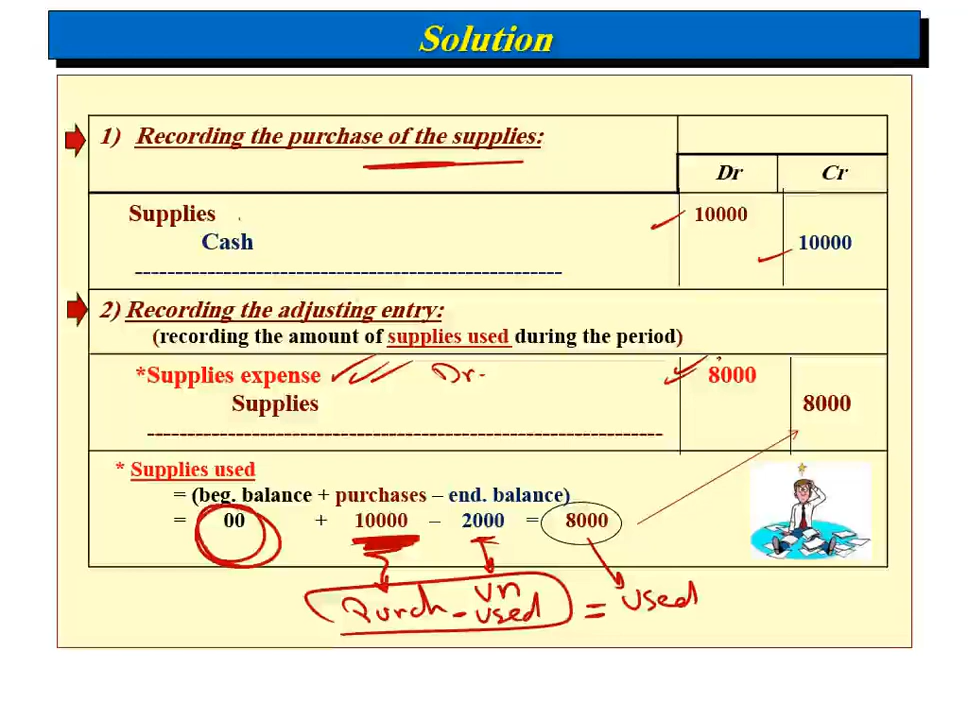 Solution
1) Recording the purchase of the supplies:
Dr Cr
Supplies 10000
Cash 10000
--------------------------------------------------------
2) Recording the adjusting entry:
(recording the amount of supplies used during the period)
*Supplies expense Dr. 8000
Supplies 8000
--------------------------------------------------------------------
* Supplies used
= (beg. balance + purchases – end. balance)
= 00 + 10000 – 2000 = 8000
Purch - un used = used